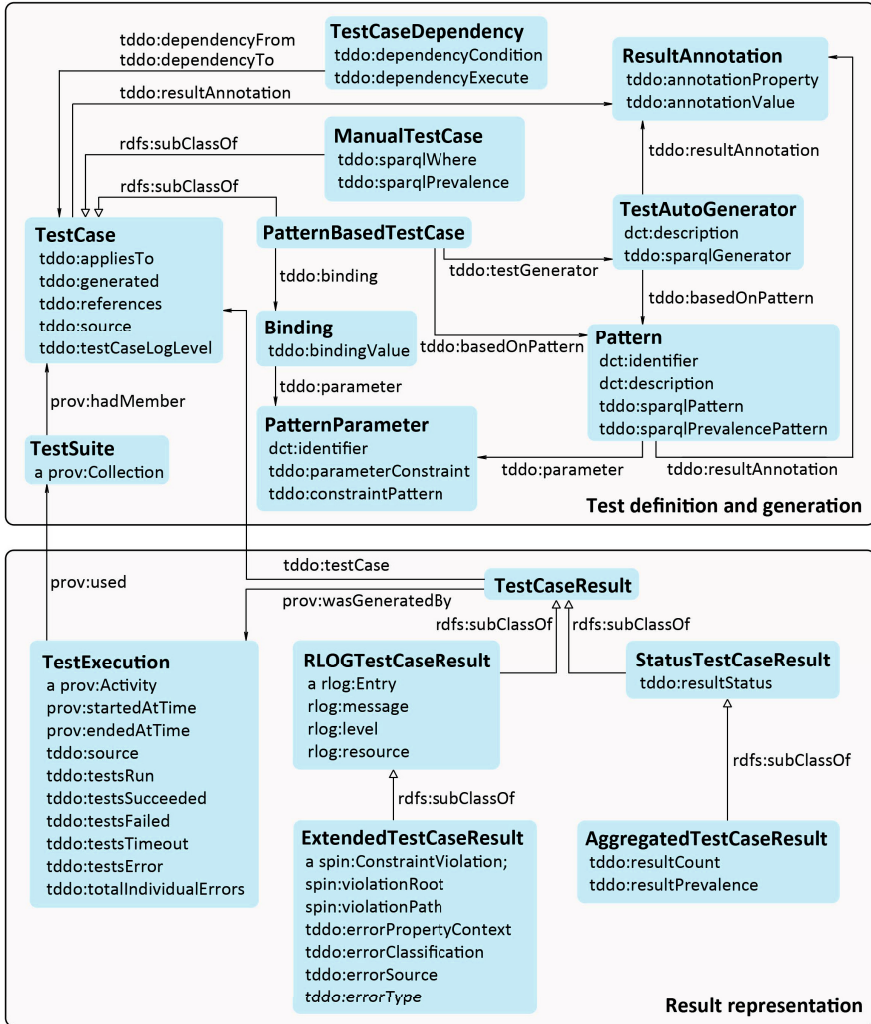 tddo:dependencyFrom
tddo:dependencyTo
TestCaseDependency
tddo:dependencyCondition
tddo:dependencyExecute
ResultAnnotation
tddo:annotationProperty
tddo:annotationValue
tddo:resultAnnotation
rdfs:subClassOf
ManualTestCase
tddo:sparqlWhere
tddo:sparqlPrevalence
tddo:resultAnnotation
rdfs:subClassOf
TestCase
tddo:appliesTo
tddo:generated
tddo:references
tddo:source
tddo:testCaseLogLevel
PatternBasedTestCase
TestAutoGenerator
dct:description
tddo:sparqlGenerator
tddo:binding
tddo:testGenerator
tddo:basedOnPattern
Binding
tddo:bindingValue
tddo:basedOnPattern
Pattern
dct:identifier
dct:description
tddo:sparqlPattern
tddo:sparqlPrevalencePattern
tddo:parameter
prov:hadMember
PatternParameter
dct:identifier
tddo:parameterConstraint
tddo:constraintPattern
TestSuite
a prov:Collection
tddo:parameter
tddo:resultAnnotation
Test definition and generation
prov:used
tddo:testCase
TestCaseResult
prov:wasGeneratedBy
rdfs:subClassOf
rdfs:subClassOf
TestExecution
a prov:Activity
prov:startedAtTime
prov:endedAtTime
tddo:source
tddo:testsRun
tddo:testsSucceeded
tddo:testsFailed
tddo:testsTimeout
tddo:testsError
tddo:totalIndividualErrors
RLOGTestCaseResult
a rlog:Entry
rlog:message
rlog:level
rlog:resource
StatusTestCaseResult
tddo:resultStatus
rdfs:subClassOf
rdfs:subClassOf
ExtendedTestCaseResult
a spin:ConstraintViolation;
spin:violationRoot
spin:violationPath
tddo:errorPropertyContext
tddo:errorClassification
tddo:errorSource
tddo:errorType
AggregatedTestCaseResult
tddo:resultCount
tddo:resultPrevalence
Result representation